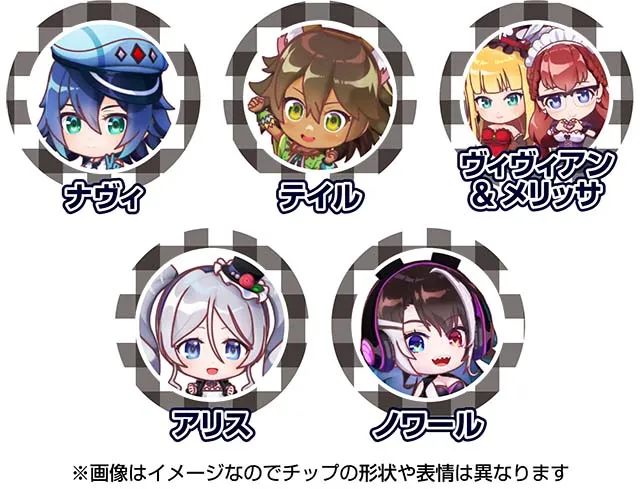 ナヴィ
テイル
ヴィヴィアン
&メリッサ
アリス
ノワール
※画像はイメージなのでチップの形状や表情は異なります